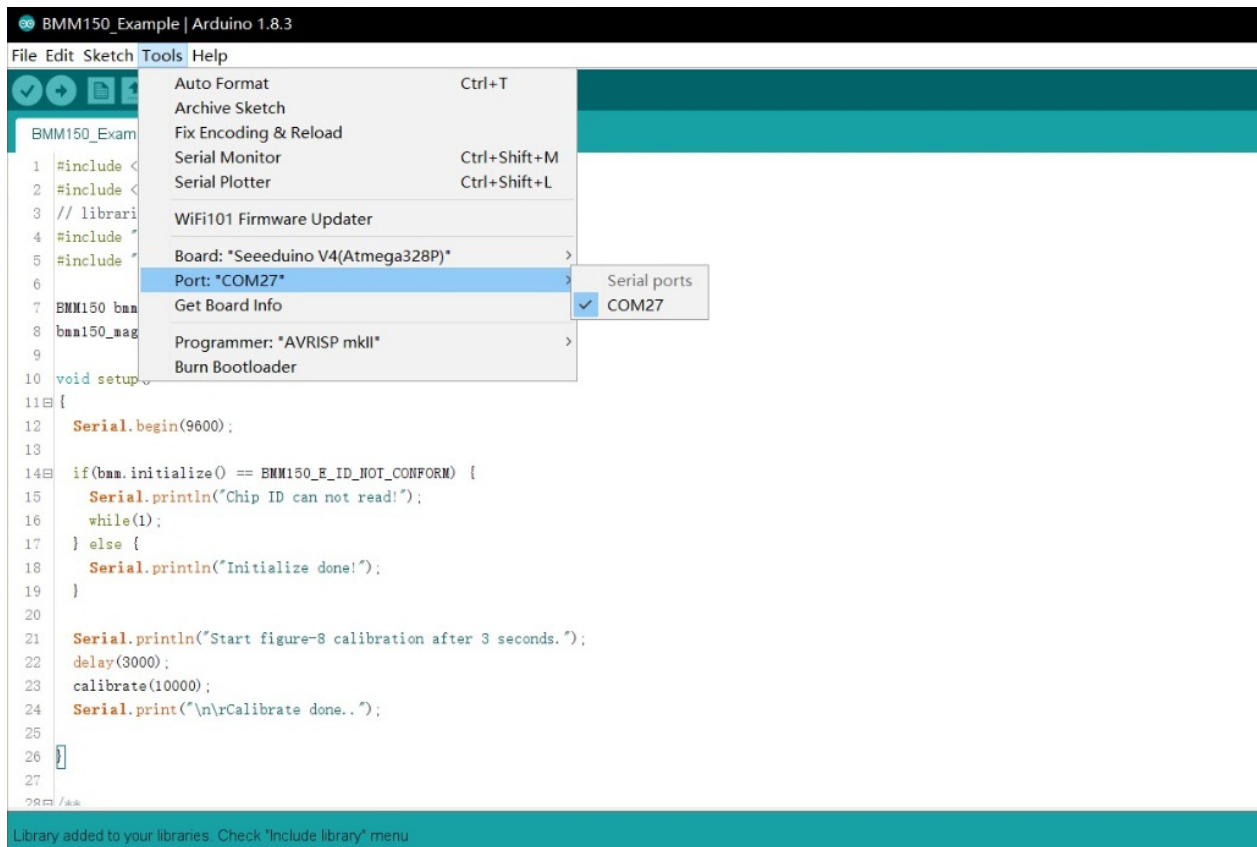 BMM150_Example | Arduino 1.8.3
File Edit Sketch Tools Help
Auto Format Ctrl+T
Archive Sketch
Fix Encoding & Reload
Serial Monitor Ctrl+Shift+M
Serial Plotter Ctrl+Shift+L
WiFi101 Firmware Updater
Board: "Seeeduino V4(Atmega328P)"
Port: "COM27"
Serial ports
COM27
Get Board Info
Programmer: "AVRISP mkII"
Burn Bootloader
BMM150_Exam
1 #include <
2 #include <
3 // librari
4 #include "
5 #include "
6
7 BMM150 bmm
8 bmm150_mag
9
10 void setup
11 {
12 Serial.begin(9600);
13
14 if(bmm.initialize() == BMM150_E_ID_NOT_CONFORM) {
15 Serial.println("Chip ID can not read!");
16 while(1);
17 } else {
18 Serial.println("Initialize done!");
19 }
20
21 Serial.println("Start figure-8 calibration after 3 seconds.");
22 delay(3000);
23 calibrate(10000);
24 Serial.print("\n\rCalibrate done..");
25
26 }
27
28 /**
Library added to your libraries. Check "Include library" menu